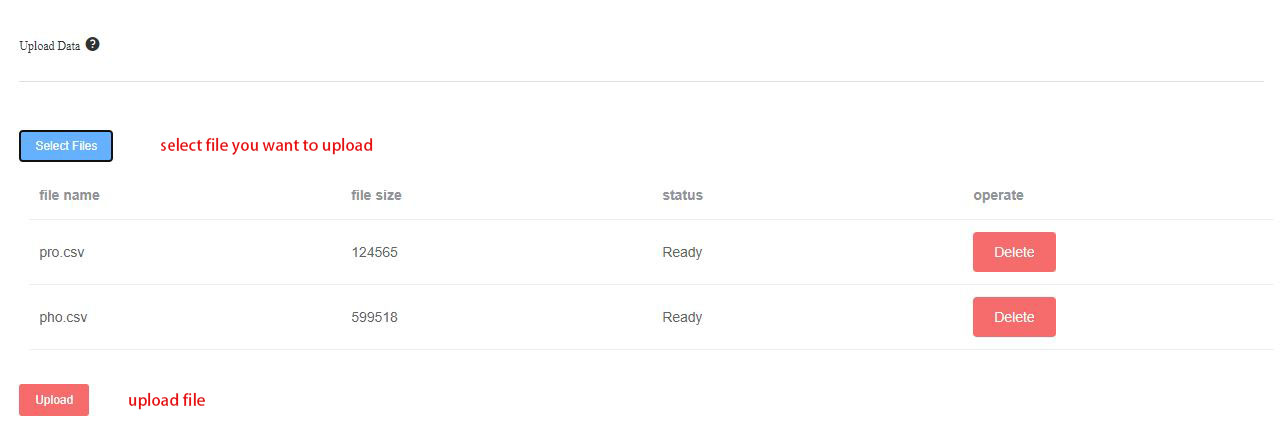 Upload Data ?
Select Files select file you want to upload
file name file size status operate
pro.csv 124565 Ready Delete
pho.csv 599518 Ready Delete
Upload upload file